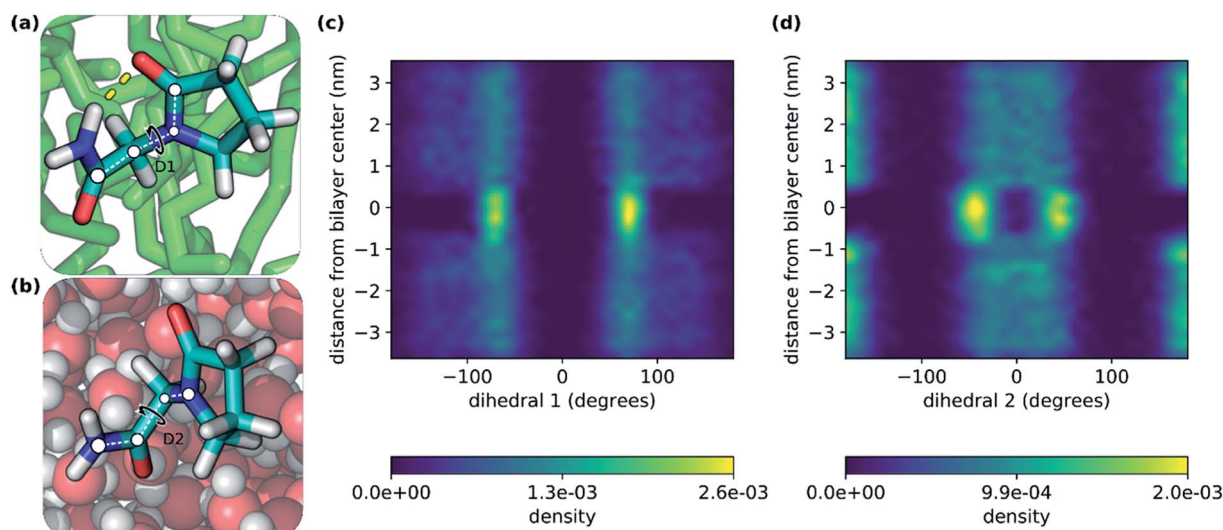 (a)
D1
(b)
D2
(c)
distance from bilayer center (nm)
3
2
1
0
−1
−2
−3
−100 0 100
dihedral 1 (degrees)
0.0e+00 1.3e-03 2.6e-03
density
(d)
distance from bilayer center (nm)
3
2
1
0
−1
−2
−3
−100 0 100
dihedral 2 (degrees)
0.0e+00 9.9e-04 2.0e-03
density